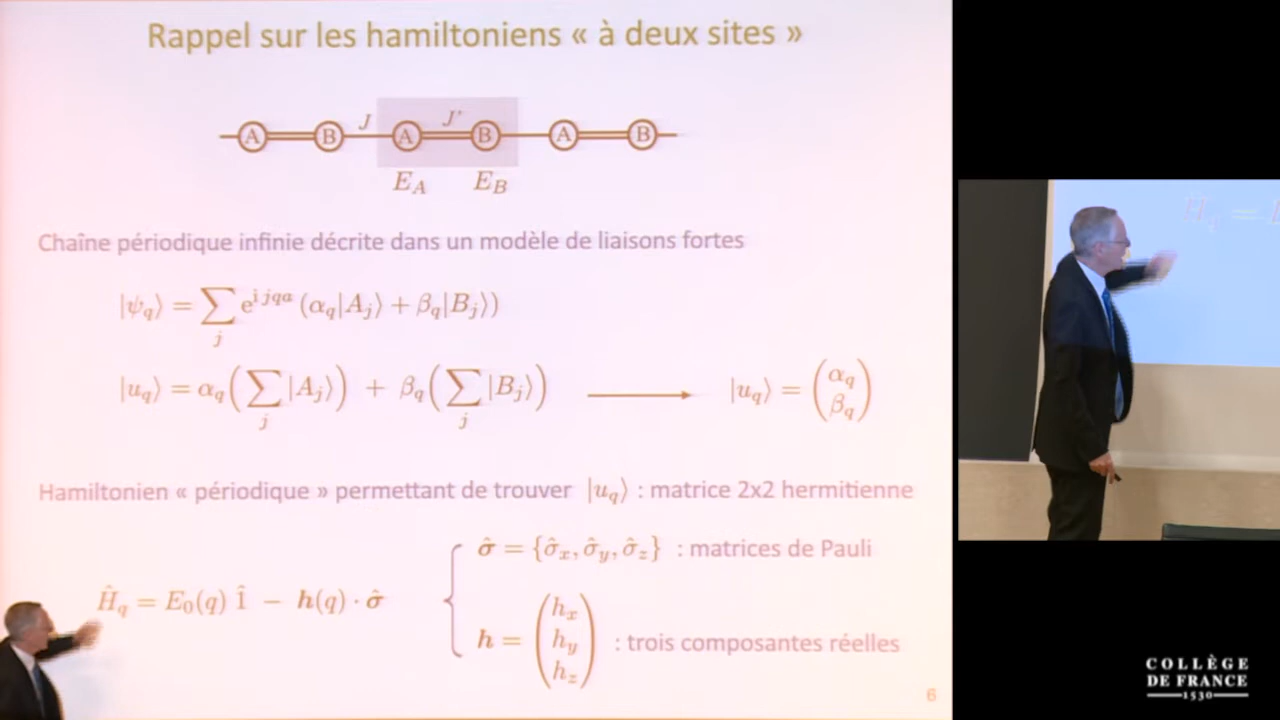 Rappel sur les hamiltoniens « à deux sites »
A B J A J' B A B
E_A E_B
Chaîne périodique infinie décrite dans un modèle de liaisons fortes
|ψ_q⟩ = ∑_j e^{i jqa} (α_q|A_j⟩ + β_q|B_j⟩)
|u_q⟩ = α_q(∑_j |A_j⟩) + β_q(∑_j |B_j⟩) ⟶ |u_q⟩ = (α_q β_q)
Hamiltonien « périodique » permettant de trouver |u_q⟩ : matrice 2x2 hermitienne
σ̂ = {σ̂_x, σ̂_y, σ̂_z} : matrices de Pauli
Ĥ_q = E_0(q) 1̂ − h(q) · σ̂
h = (h_x h_y h_z) : trois composantes réelles
6
COLLÈGE
DE FRANCE
1530